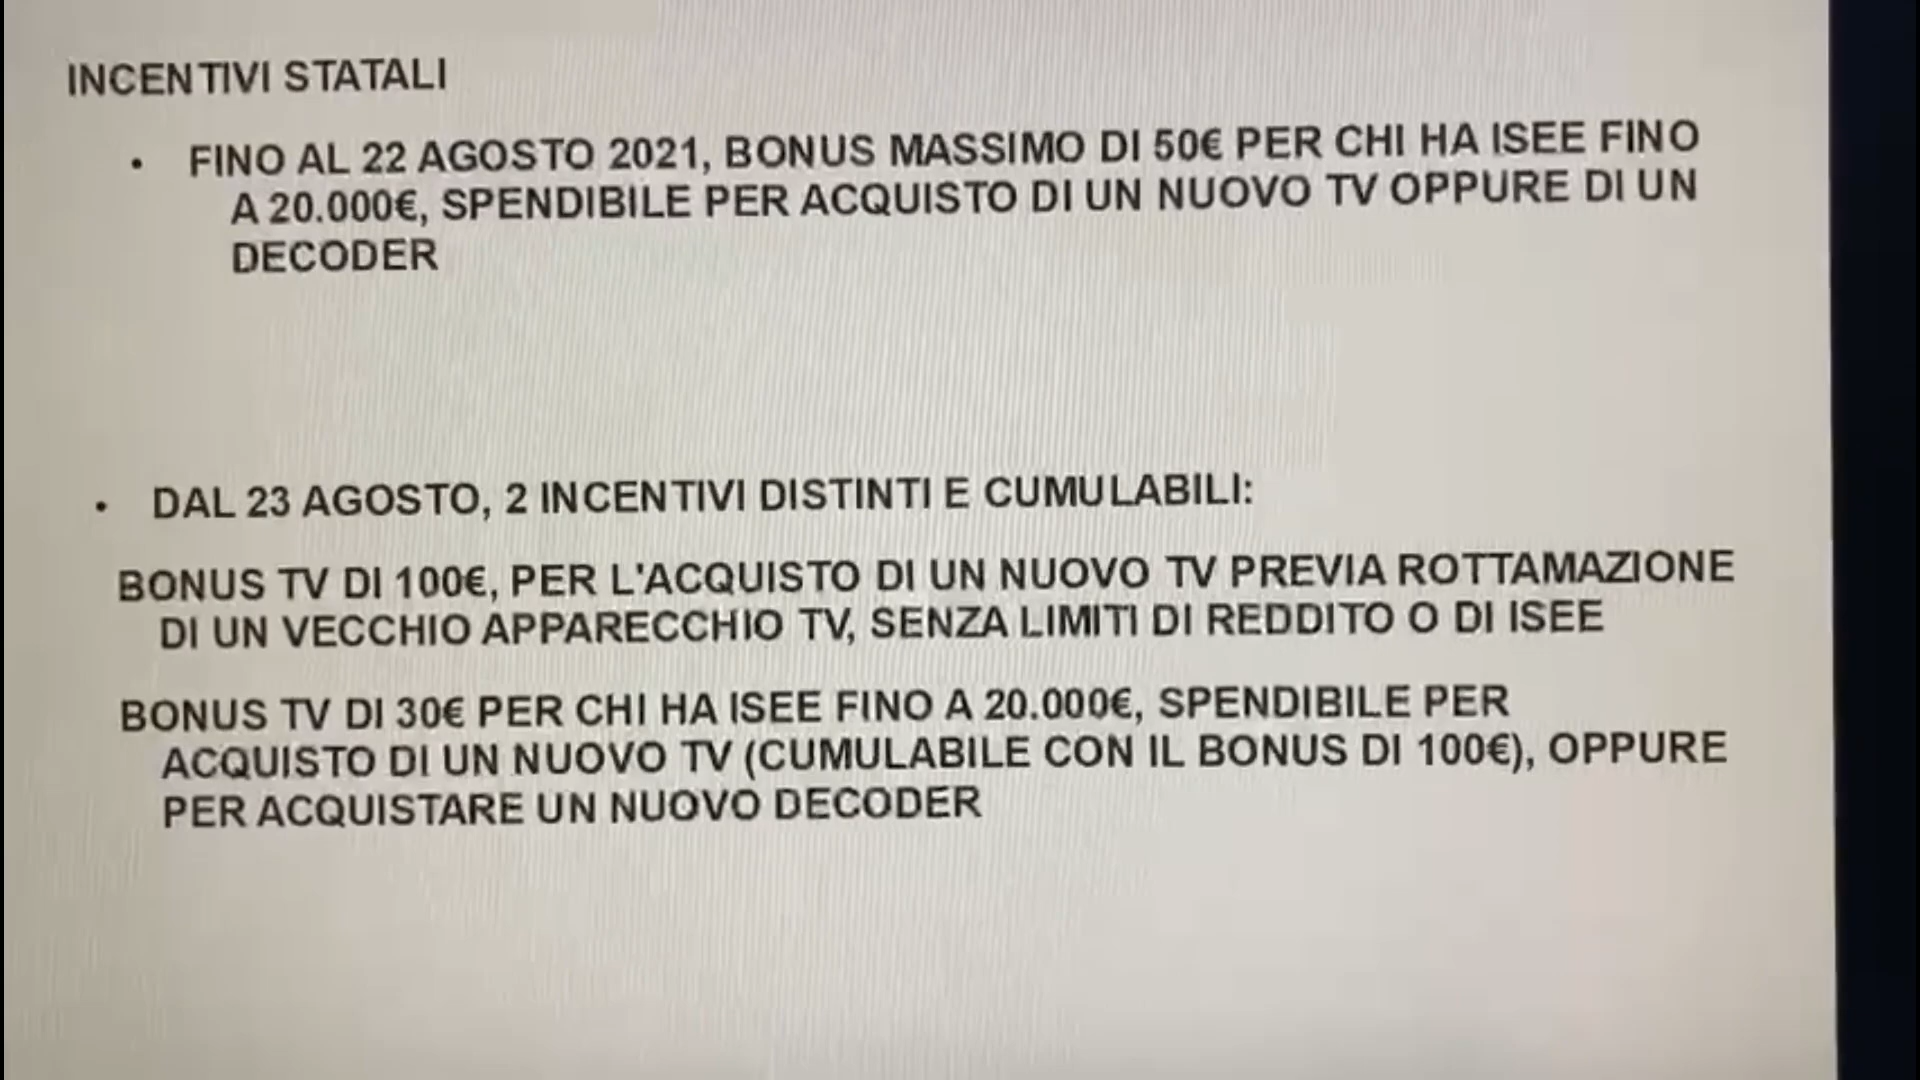 INCENTIVI STATALI
• FINO AL 22 AGOSTO 2021, BONUS MASSIMO DI 50€ PER CHI HA ISEE FINO
A 20.000€, SPENDIBILE PER ACQUISTO DI UN NUOVO TV OPPURE DI UN
DECODER
• DAL 23 AGOSTO, 2 INCENTIVI DISTINTI E CUMULABILI:
BONUS TV DI 100€, PER L'ACQUISTO DI UN NUOVO TV PREVIA ROTTAMAZIONE
DI UN VECCHIO APPARECCHIO TV, SENZA LIMITI DI REDDITO O DI ISEE
BONUS TV DI 30€ PER CHI HA ISEE FINO A 20.000€, SPENDIBILE PER
ACQUISTO DI UN NUOVO TV (CUMULABILE CON IL BONUS DI 100€), OPPURE
PER ACQUISTARE UN NUOVO DECODER